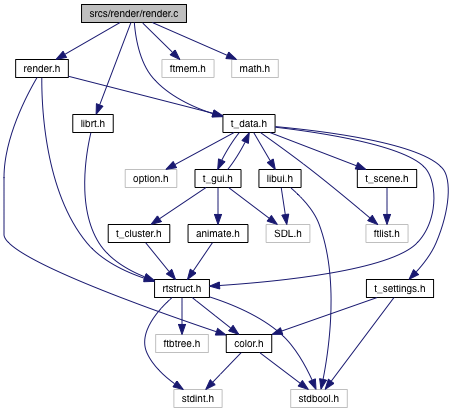 srcs/render/render.c
render.h
ftmem.h
math.h
librt.h
t_data.h
option.h
t_gui.h
libui.h
t_scene.h
t_cluster.h
animate.h
SDL.h
ftlist.h
rtstruct.h
t_settings.h
ftbtree.h
color.h
stdint.h
stdbool.h